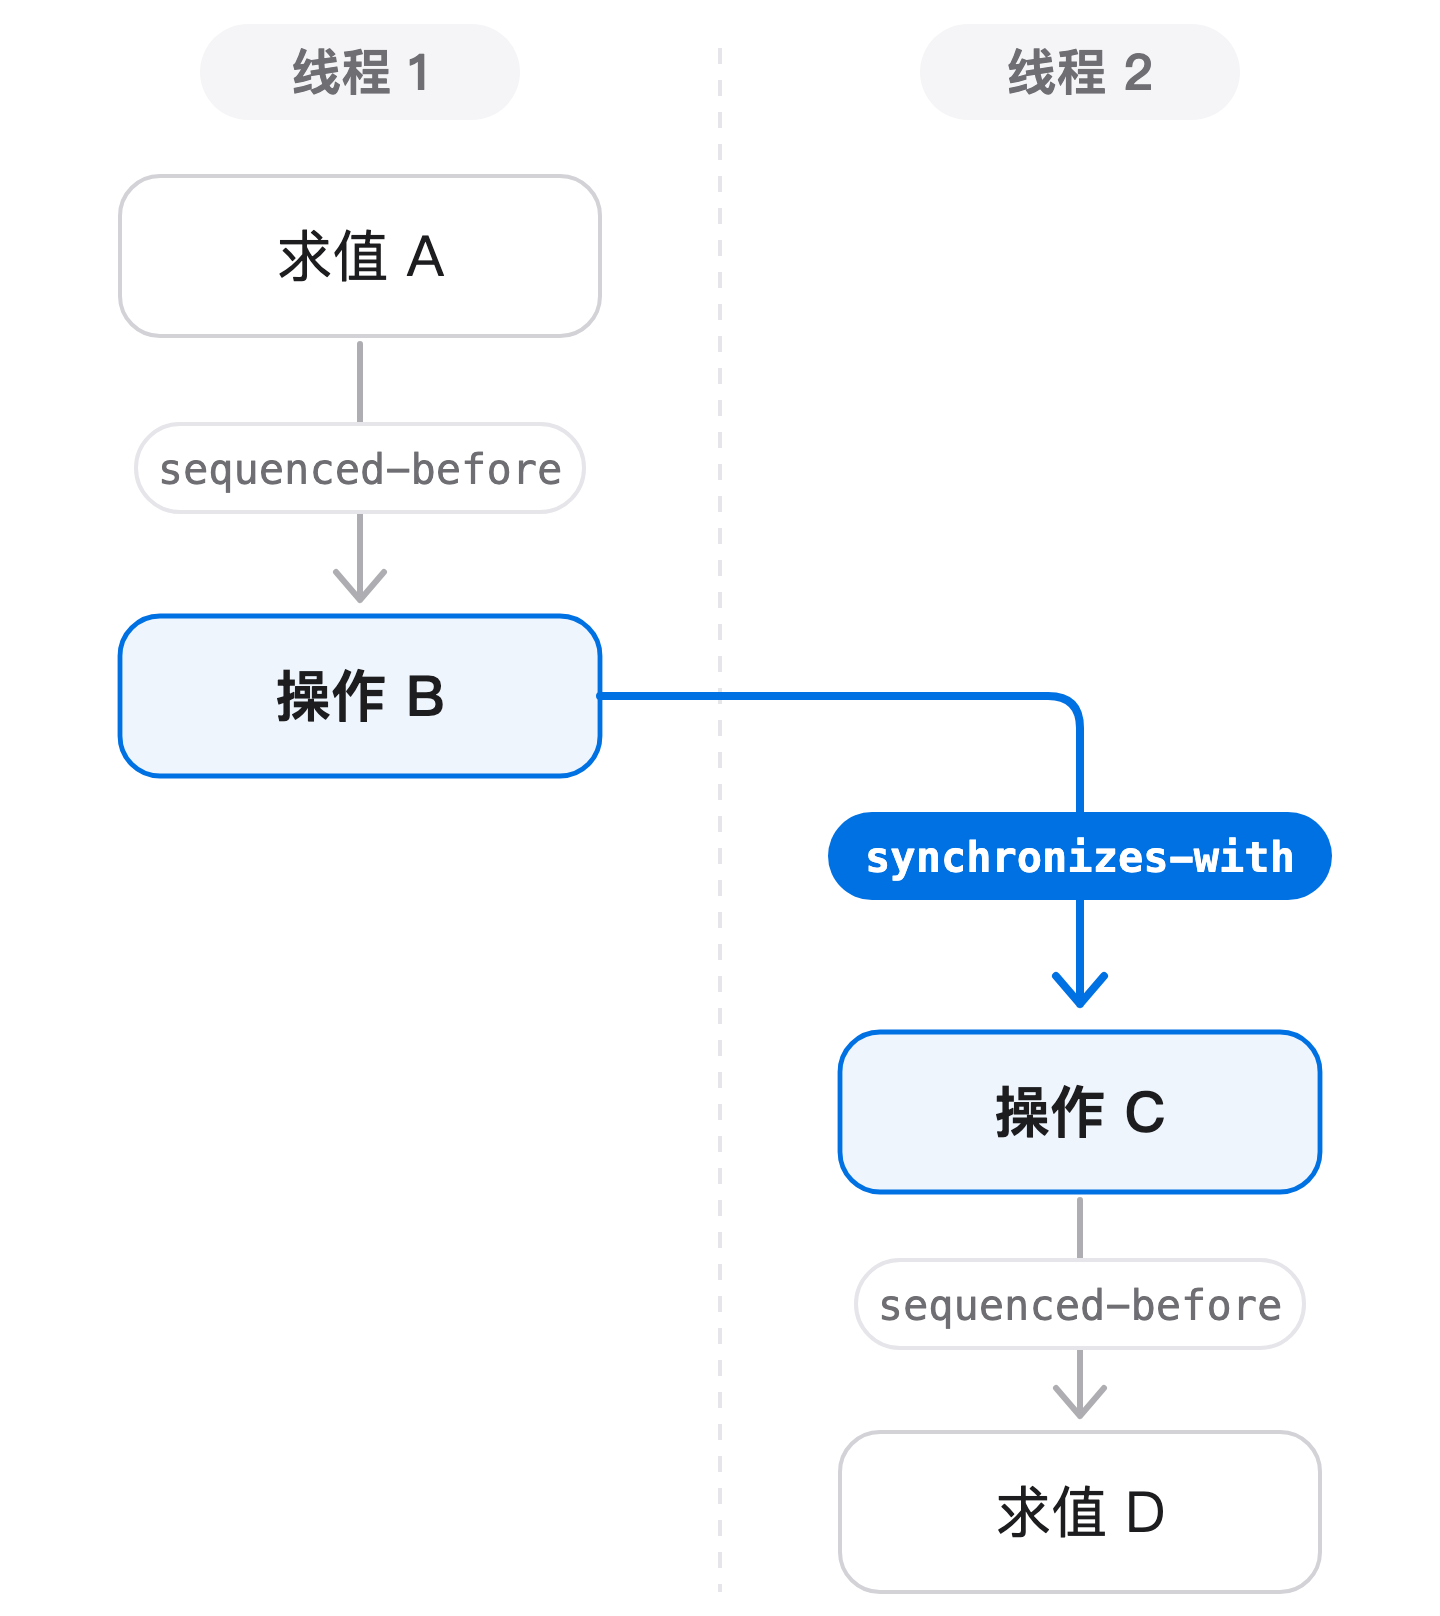 线程 1
线程 2
求值 A
sequenced-before
操作 B
synchronizes-with
操作 C
sequenced-before
求值 D